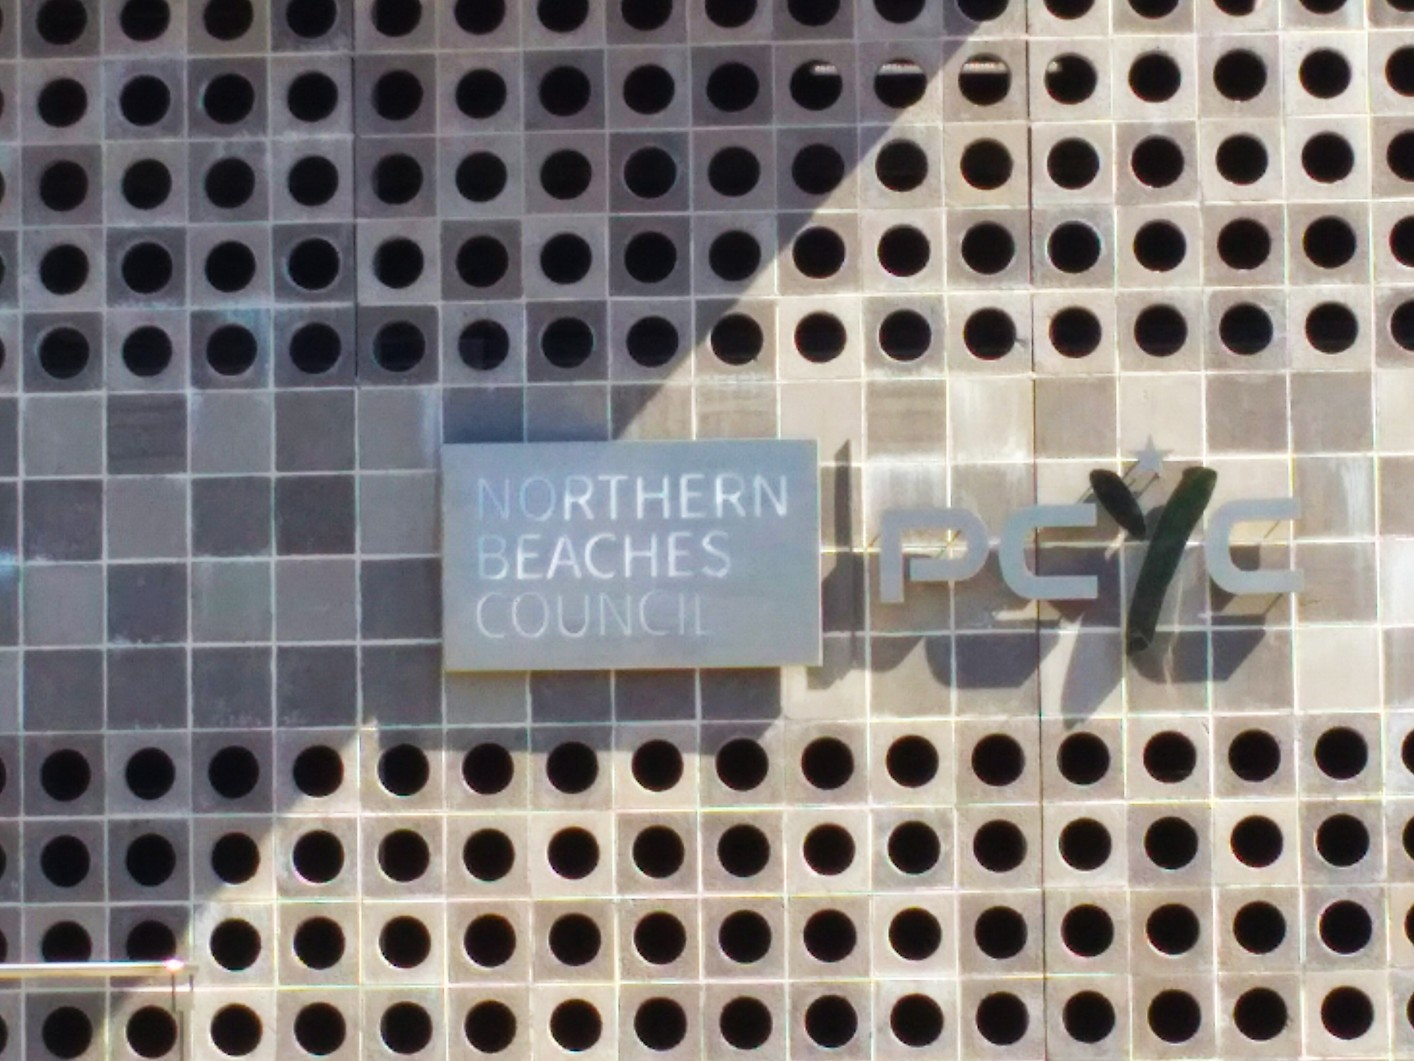 NORTHERN
BEACHES
COUNCIL
PCYC